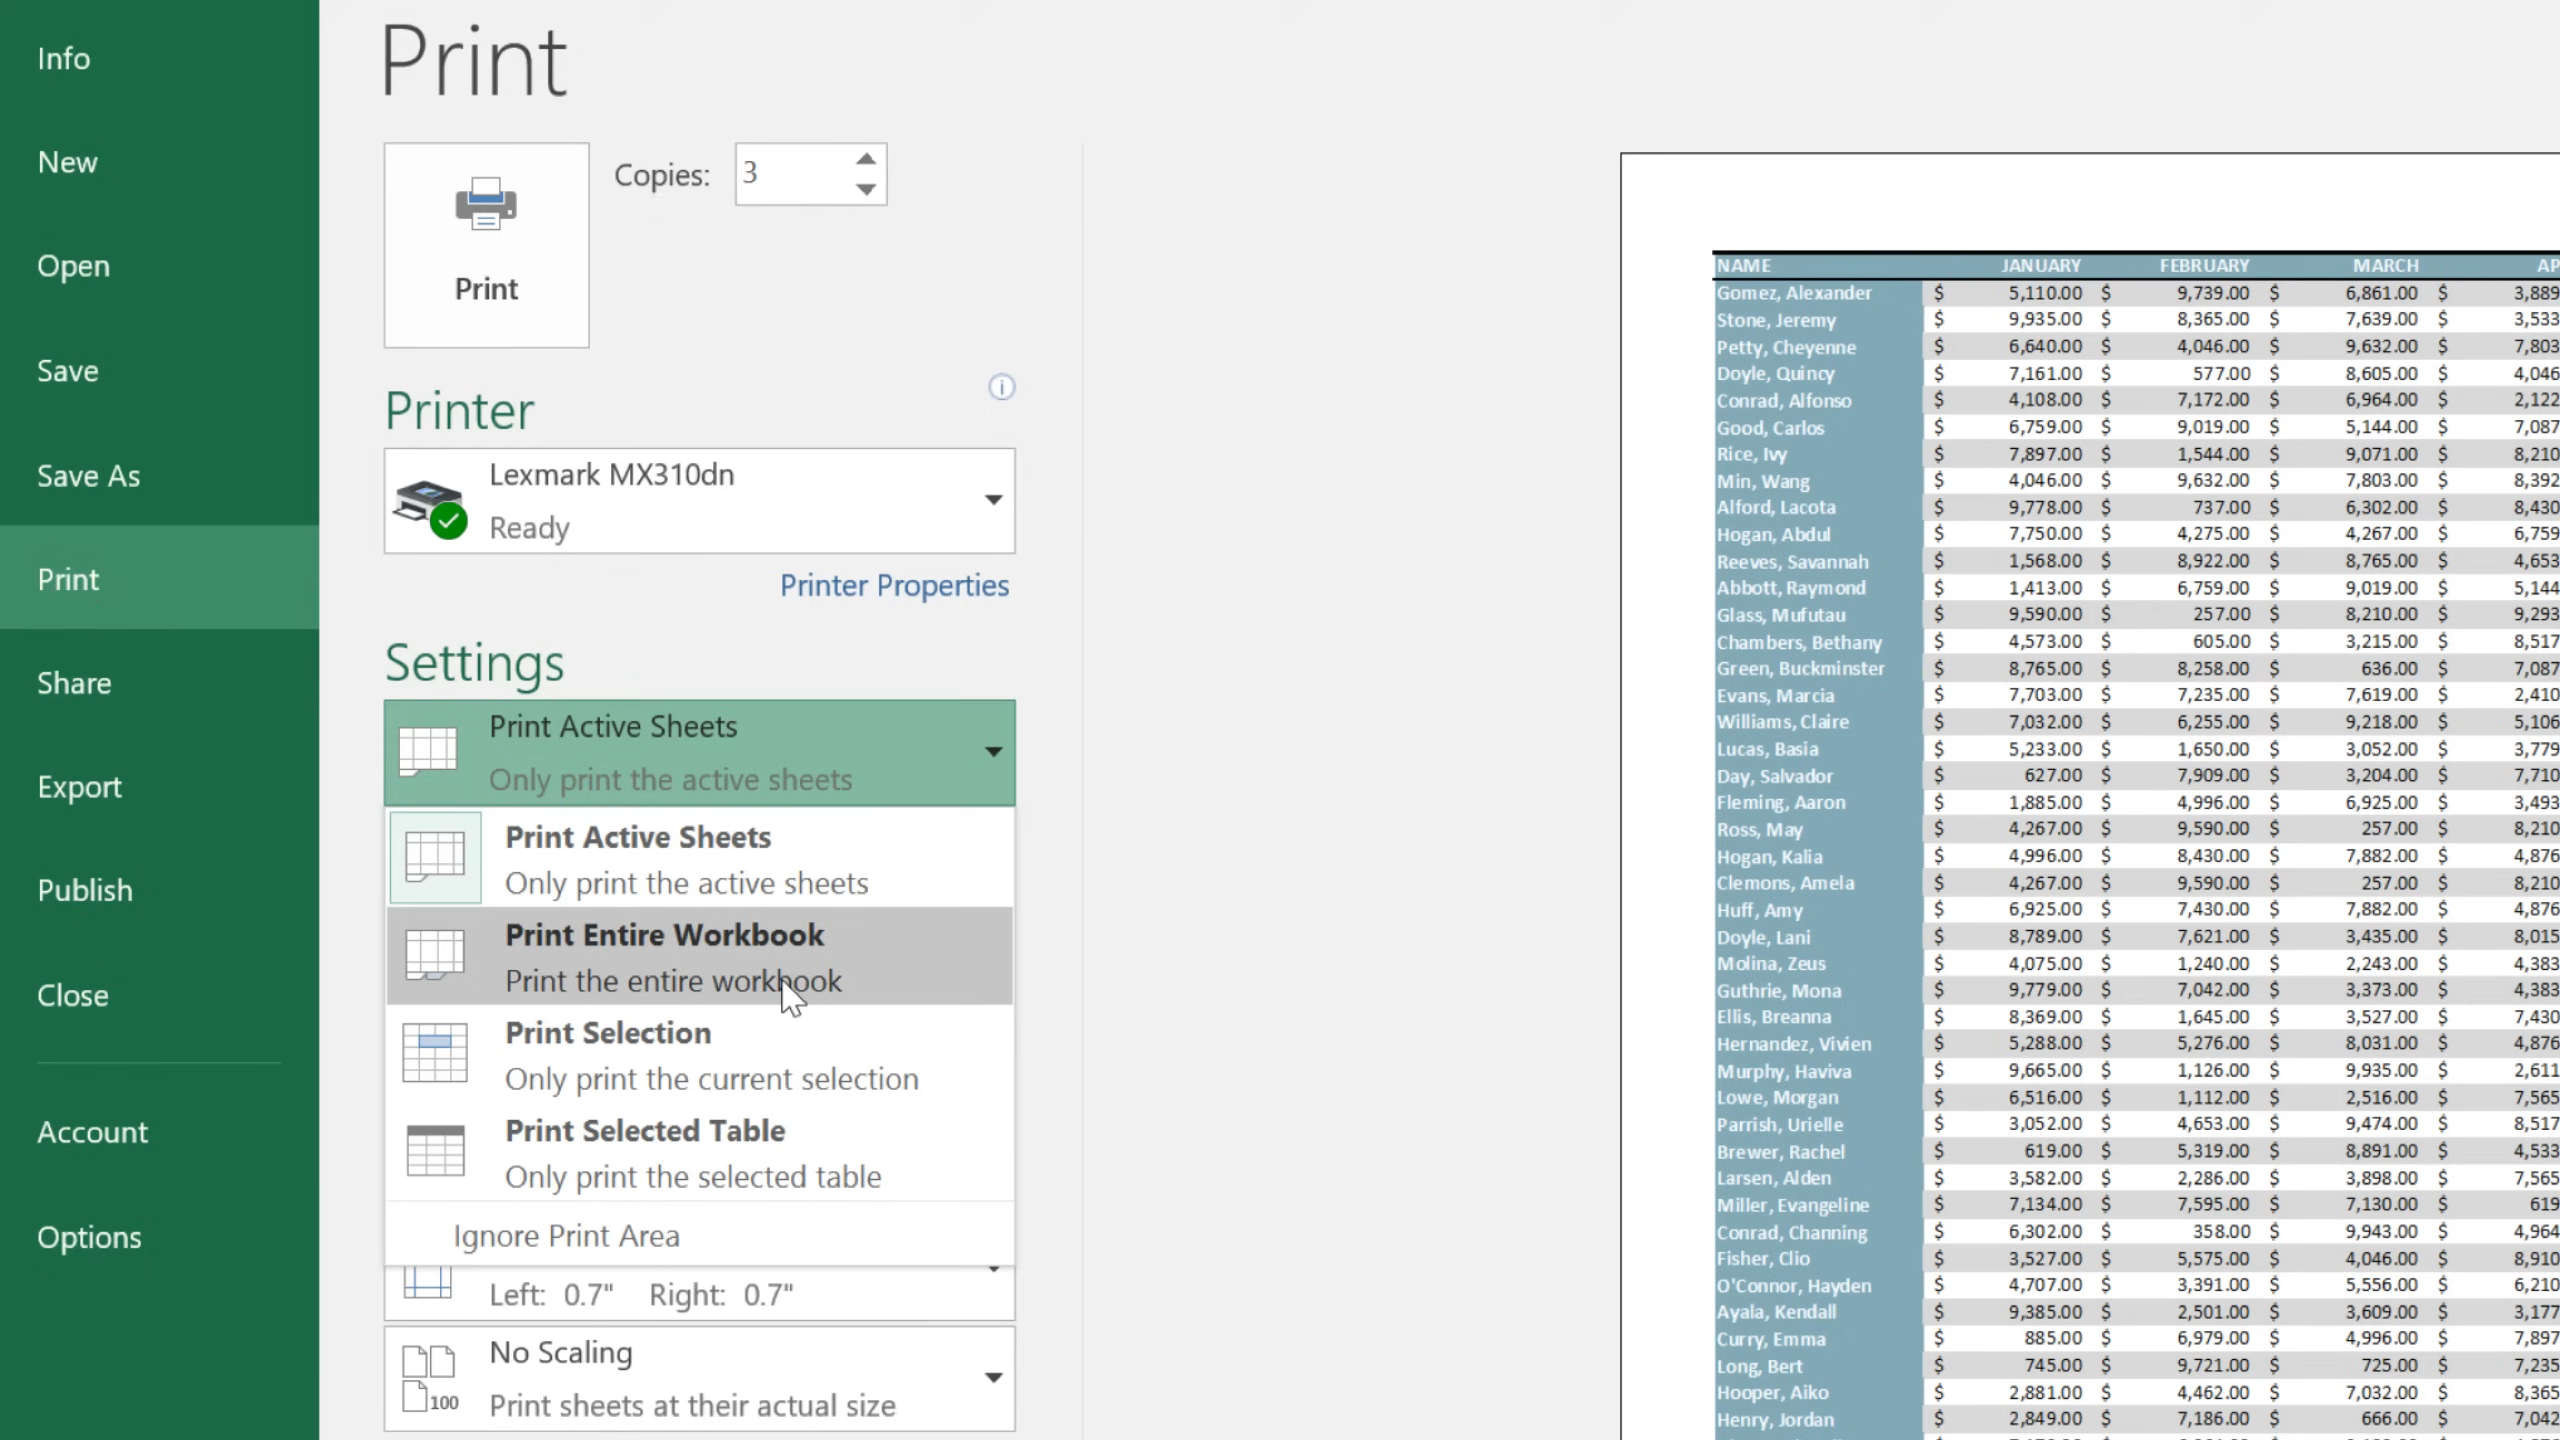 Info
New
Open
Save
Save As
Print
Share
Export
Publish
Close
Account
Options
Print
Print
Copies: 3
Printer
Lexmark MX310dn
Ready
Printer Properties
Settings
Print Active Sheets
Only print the active sheets
Print Active Sheets
Only print the active sheets
Print Entire Workbook
Print the entire workbook
Print Selection
Only print the current selection
Print Selected Table
Only print the selected table
Ignore Print Area
Left: 0.7" Right: 0.7"
No Scaling
100
Print sheets at their actual size
NAME JANUARY FEBRUARY MARCH AP
Gomez, Alexander $ 5,110.00 $ 9,739.00 $ 6,861.00 $ 3,889
Stone, Jeremy $ 9,935.00 $ 8,365.00 $ 7,639.00 $ 3,533
Petty, Cheyenne $ 6,640.00 $ 4,046.00 $ 9,632.00 $ 7,803
Doyle, Quincy $ 7,161.00 $ 577.00 $ 8,605.00 $ 4,046
Conrad, Alfonso $ 4,108.00 $ 7,172.00 $ 6,964.00 $ 2,122
Good, Carlos $ 6,759.00 $ 9,019.00 $ 5,144.00 $ 7,087
Rice, Ivy $ 7,897.00 $ 1,544.00 $ 9,071.00 $ 8,210
Min, Wang $ 4,046.00 $ 9,632.00 $ 7,803.00 $ 8,392
Alford, Lacota $ 9,778.00 $ 737.00 $ 6,302.00 $ 8,430
Hogan, Abdul $ 7,750.00 $ 4,275.00 $ 4,267.00 $ 6,759
Reeves, Savannah $ 1,568.00 $ 8,922.00 $ 8,765.00 $ 4,653
Abbott, Raymond $ 1,413.00 $ 6,759.00 $ 9,019.00 $ 5,144
Glass, Mufutau $ 9,590.00 $ 257.00 $ 8,210.00 $ 9,293
Chambers, Bethany $ 4,573.00 $ 605.00 $ 3,215.00 $ 8,517
Green, Buckminster $ 8,765.00 $ 8,258.00 $ 636.00 $ 7,087
Evans, Marcia $ 7,703.00 $ 7,235.00 $ 7,619.00 $ 2,410
Williams, Claire $ 7,032.00 $ 6,255.00 $ 9,218.00 $ 5,106
Lucas, Basia $ 5,233.00 $ 1,650.00 $ 3,052.00 $ 3,779
Day, Salvador $ 627.00 $ 7,909.00 $ 3,204.00 $ 7,710
Fleming, Aaron $ 1,885.00 $ 4,996.00 $ 6,925.00 $ 3,493
Ross, May $ 4,267.00 $ 9,590.00 $ 257.00 $ 8,210
Hogan, Kalia $ 4,996.00 $ 8,430.00 $ 7,882.00 $ 4,876
Clemons, Amela $ 4,267.00 $ 9,590.00 $ 257.00 $ 8,210
Huff, Amy $ 6,925.00 $ 7,430.00 $ 7,882.00 $ 4,876
Doyle, Lani $ 8,789.00 $ 7,621.00 $ 3,435.00 $ 8,015
Molina, Zeus $ 4,075.00 $ 1,240.00 $ 2,243.00 $ 4,383
Guthrie, Mona $ 9,779.00 $ 7,042.00 $ 3,373.00 $ 4,383
Ellis, Breanna $ 8,369.00 $ 1,645.00 $ 3,527.00 $ 7,430
Hernandez, Vivien $ 5,288.00 $ 5,276.00 $ 8,031.00 $ 4,876
Murphy, Haviva $ 9,665.00 $ 1,126.00 $ 9,935.00 $ 2,611
Lowe, Morgan $ 6,516.00 $ 1,112.00 $ 2,516.00 $ 7,565
Parrish, Urielle $ 3,052.00 $ 4,653.00 $ 9,474.00 $ 8,517
Brewer, Rachel $ 619.00 $ 5,319.00 $ 8,891.00 $ 4,533
Larsen, Alden $ 3,582.00 $ 2,286.00 $ 3,898.00 $ 7,565
Miller, Evangeline $ 7,134.00 $ 7,595.00 $ 7,130.00 $ 619
Conrad, Channing $ 6,302.00 $ 358.00 $ 9,943.00 $ 4,964
Fisher, Clio $ 3,527.00 $ 5,575.00 $ 4,046.00 $ 8,910
O'Connor, Hayden $ 4,707.00 $ 3,391.00 $ 5,556.00 $ 6,210
Ayala, Kendall $ 9,385.00 $ 2,501.00 $ 3,609.00 $ 3,177
Curry, Emma $ 885.00 $ 6,979.00 $ 4,996.00 $ 7,897
Long, Bert $ 745.00 $ 9,721.00 $ 725.00 $ 7,235
Hooper, Aiko $ 2,881.00 $ 4,462.00 $ 7,032.00 $ 8,365
Henry, Jordan $ 2,849.00 $ 7,186.00 $ 666.00 $ 7,042